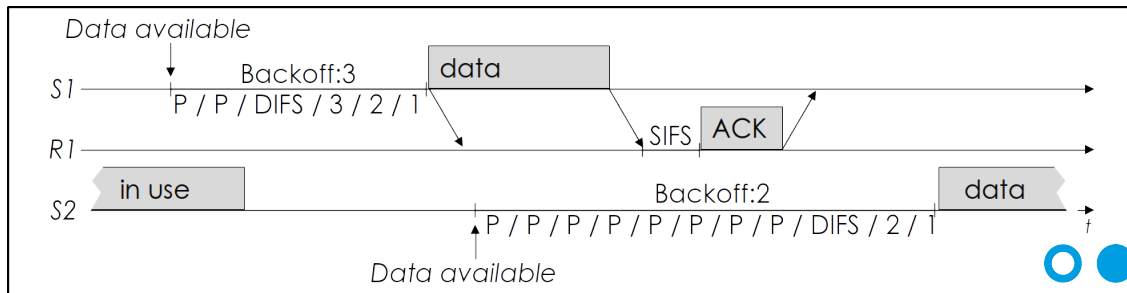 Data available
Backoff:3
data
S1
P / P / DIFS / 3 / 2 / 1
SIFS
ACK
R1
in use
Backoff:2
data
S2
P / P / P / P / P / P / P / P / DIFS / 2 / 1
t
Data available